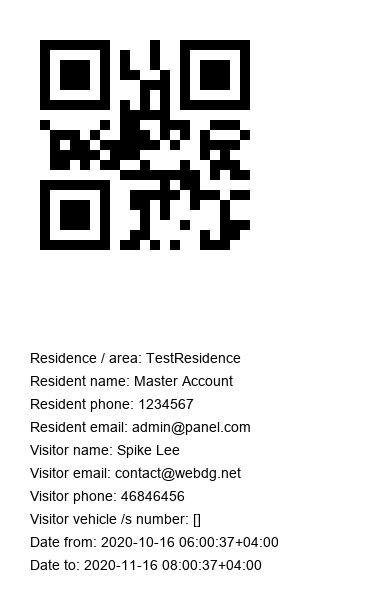 Residence / area: TestResidence
Resident name: Master Account
Resident phone: 1234567
Resident email: admin@panel.com
Visitor name: Spike Lee
Visitor email: contact@webdg.net
Visitor phone: 46846456
Visitor vehicle /s number: []
Date from: 2020-10-16 06:00:37+04:00
Date to: 2020-11-16 08:00:37+04:00